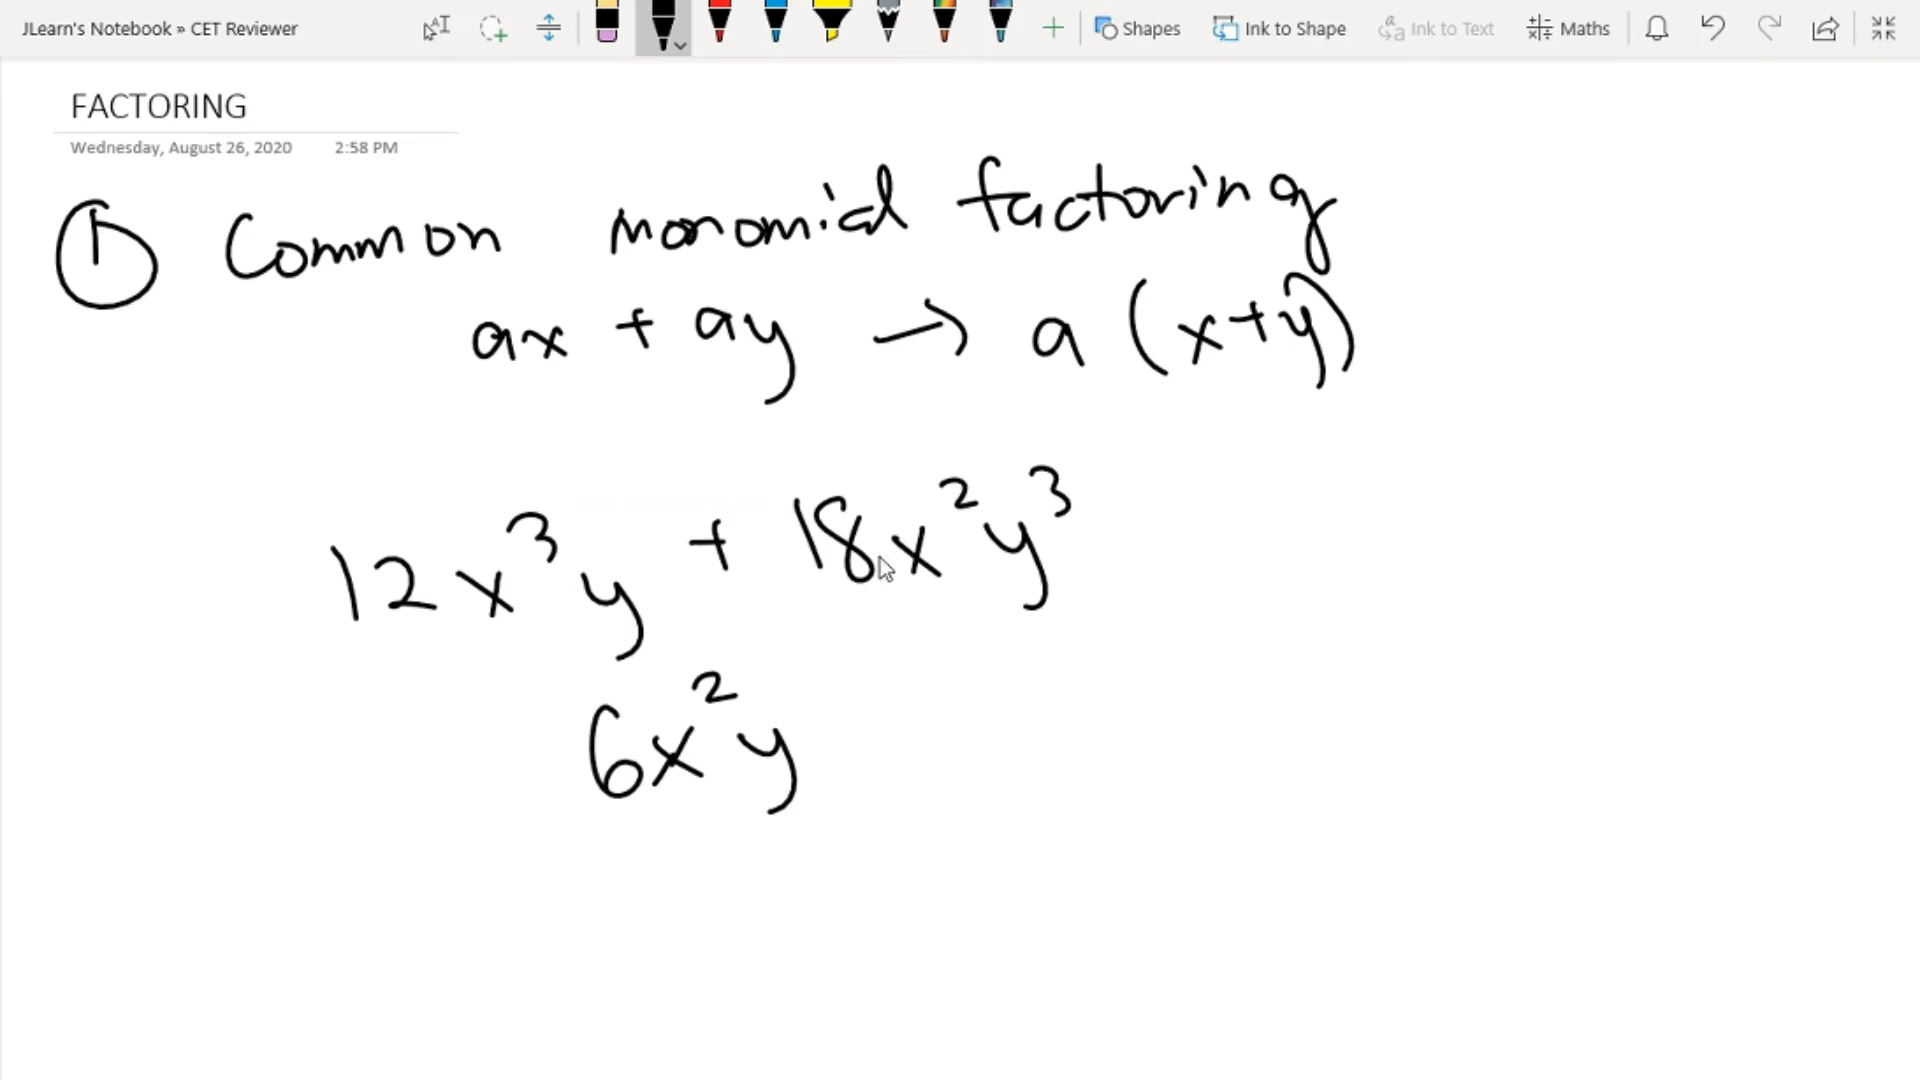 JLearn's Notebook » CET Reviewer
Shapes Ink to Shape Ink to Text Maths
FACTORING
Wednesday, August 26, 2020 2:58 PM
① Common monomial factoring
ax + ay → a (x+y)
12x³y + 18x²y³
6x²y